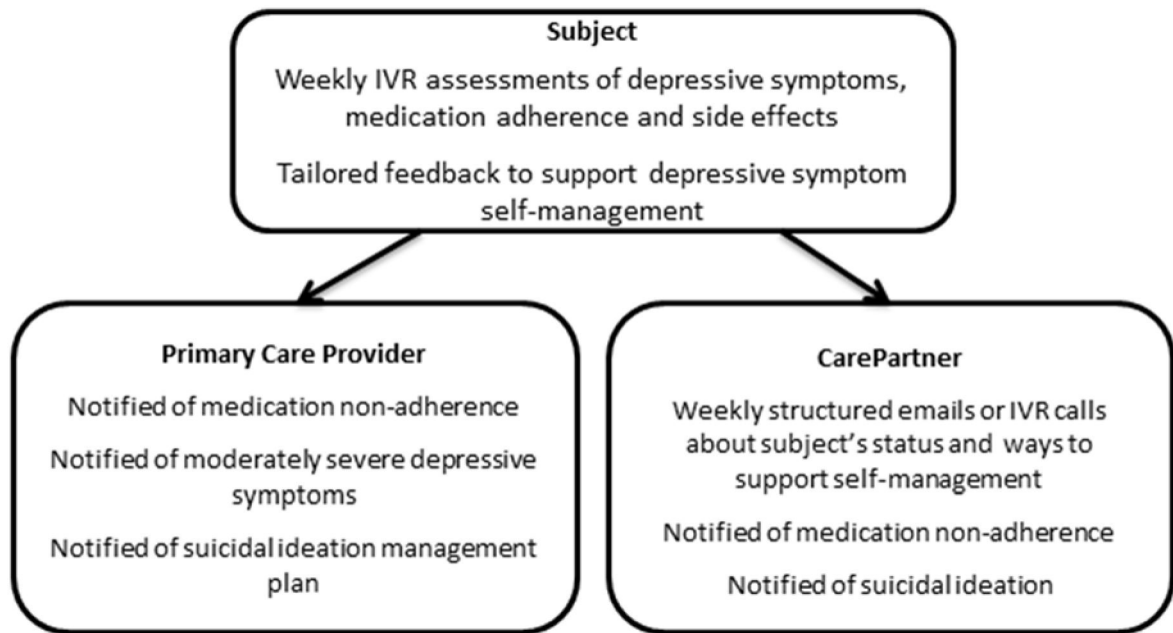 Subject
Weekly IVR assessments of depressive symptoms,
medication adherence and side effects
Tailored feedback to support depressive symptom
self-management
Primary Care Provider
Notified of medication non-adherence
Notified of moderately severe depressive
symptoms
Notified of suicidal ideation management
plan
CarePartner
Weekly structured emails or IVR calls
about subject's status and ways to
support self-management
Notified of medication non-adherence
Notified of suicidal ideation